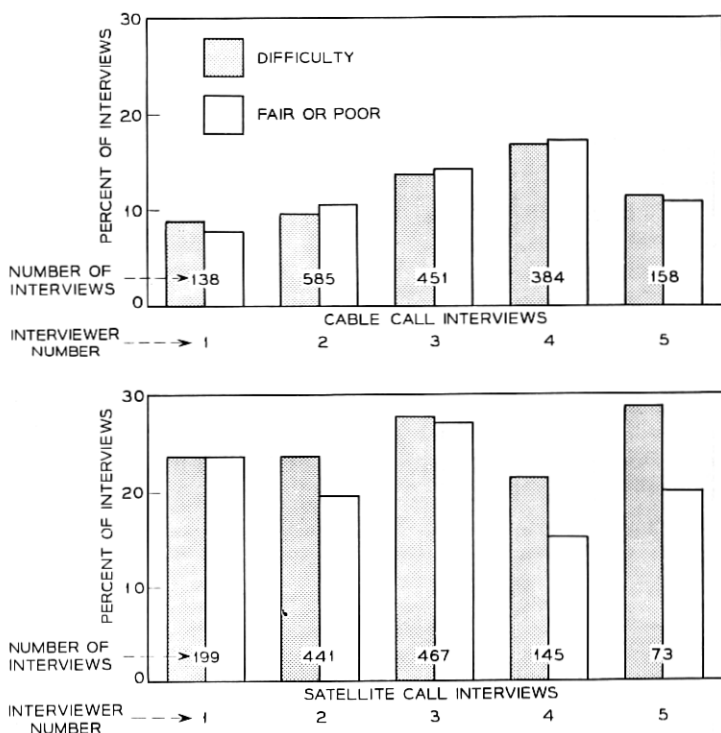 30
20
10
0
PERCENT OF INTERVIEWS
DIFFICULTY
FAIR OR POOR
NUMBER OF
INTERVIEWS
138 585 451 384 158
CABLE CALL INTERVIEWS
INTERVIEWER
NUMBER
1 2 3 4 5
30
20
10
0
PERCENT OF INTERVIEWS
NUMBER OF
INTERVIEWS
199 441 467 145 73
SATELLITE CALL INTERVIEWS
INTERVIEWER
NUMBER
1 2 3 4 5